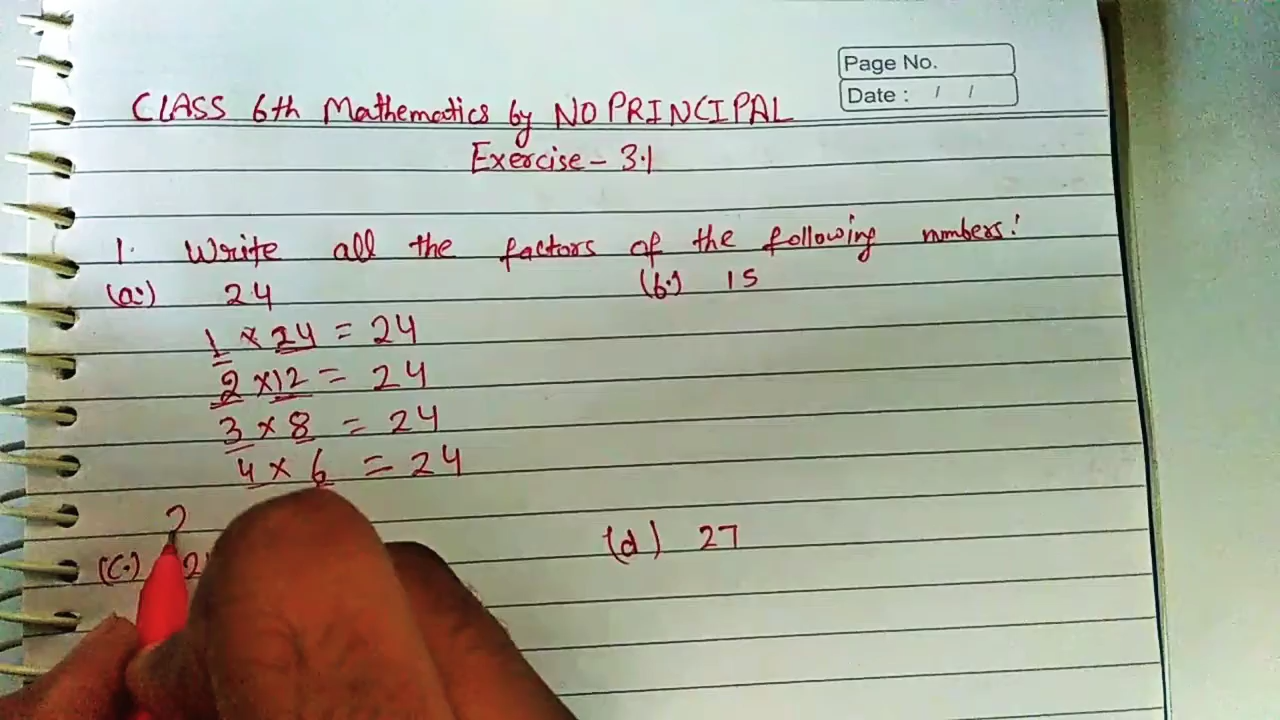 Page No.
Date : / /
CLASS 6th Mathematics by NO PRINCIPAL
Exercise - 3.1
1. Write all the factors of the following numbers:
(a.) 24 (b.) 15
1 × 24 = 24
2 × 12 = 24
3 × 8 = 24
4 × 6 = 24
(c.) (d) 27